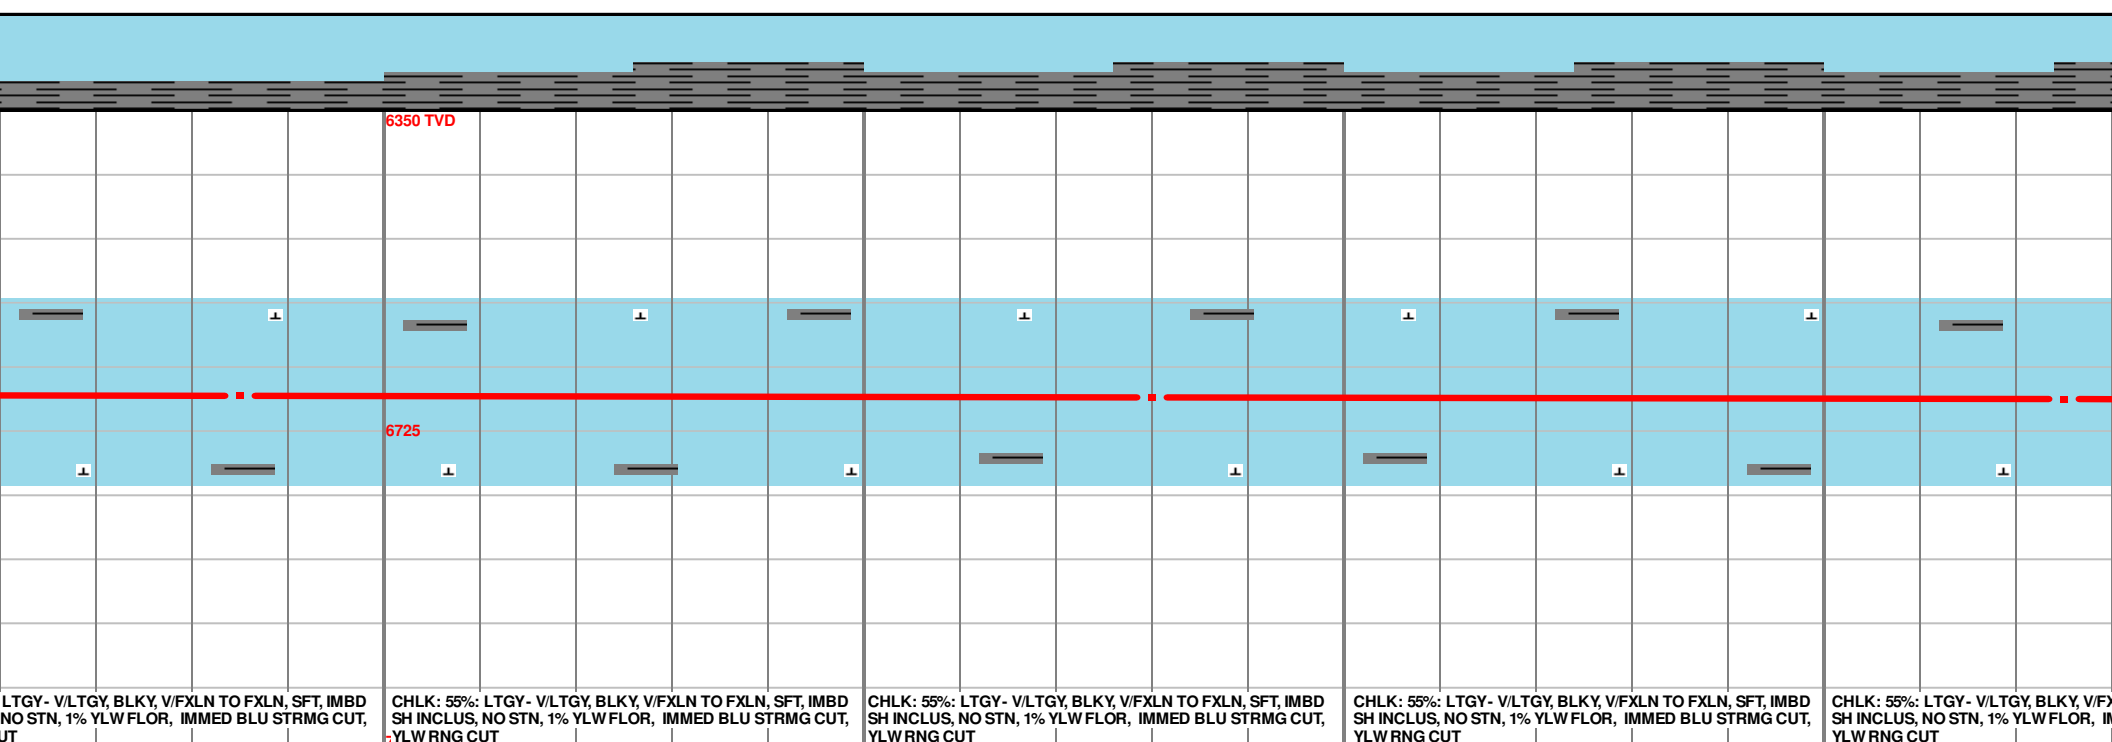 6350 TVD
6725
LTGY- V/LTGY, BLKY, V/FXLN TO FXLN, SFT, IMBD
NO STN, 1% YLW FLOR, IMMED BLU STRMG CUT,
UT
CHLK: 55%: LTGY- V/LTGY, BLKY, V/FXLN TO FXLN, SFT, IMBD
SH INCLUS, NO STN, 1% YLW FLOR, IMMED BLU STRMG CUT,
YLW RNG CUT
CHLK: 55%: LTGY- V/LTGY, BLKY, V/FXLN TO FXLN, SFT, IMBD
SH INCLUS, NO STN, 1% YLW FLOR, IMMED BLU STRMG CUT,
YLW RNG CUT
CHLK: 55%: LTGY- V/LTGY, BLKY, V/FXLN TO FXLN, SFT, IMBD
SH INCLUS, NO STN, 1% YLW FLOR, IMMED BLU STRMG CUT,
YLW RNG CUT
CHLK: 55%: LTGY- V/LTGY, BLKY, V/FX
SH INCLUS, NO STN, 1% YLW FLOR,
YLW RNG CUT